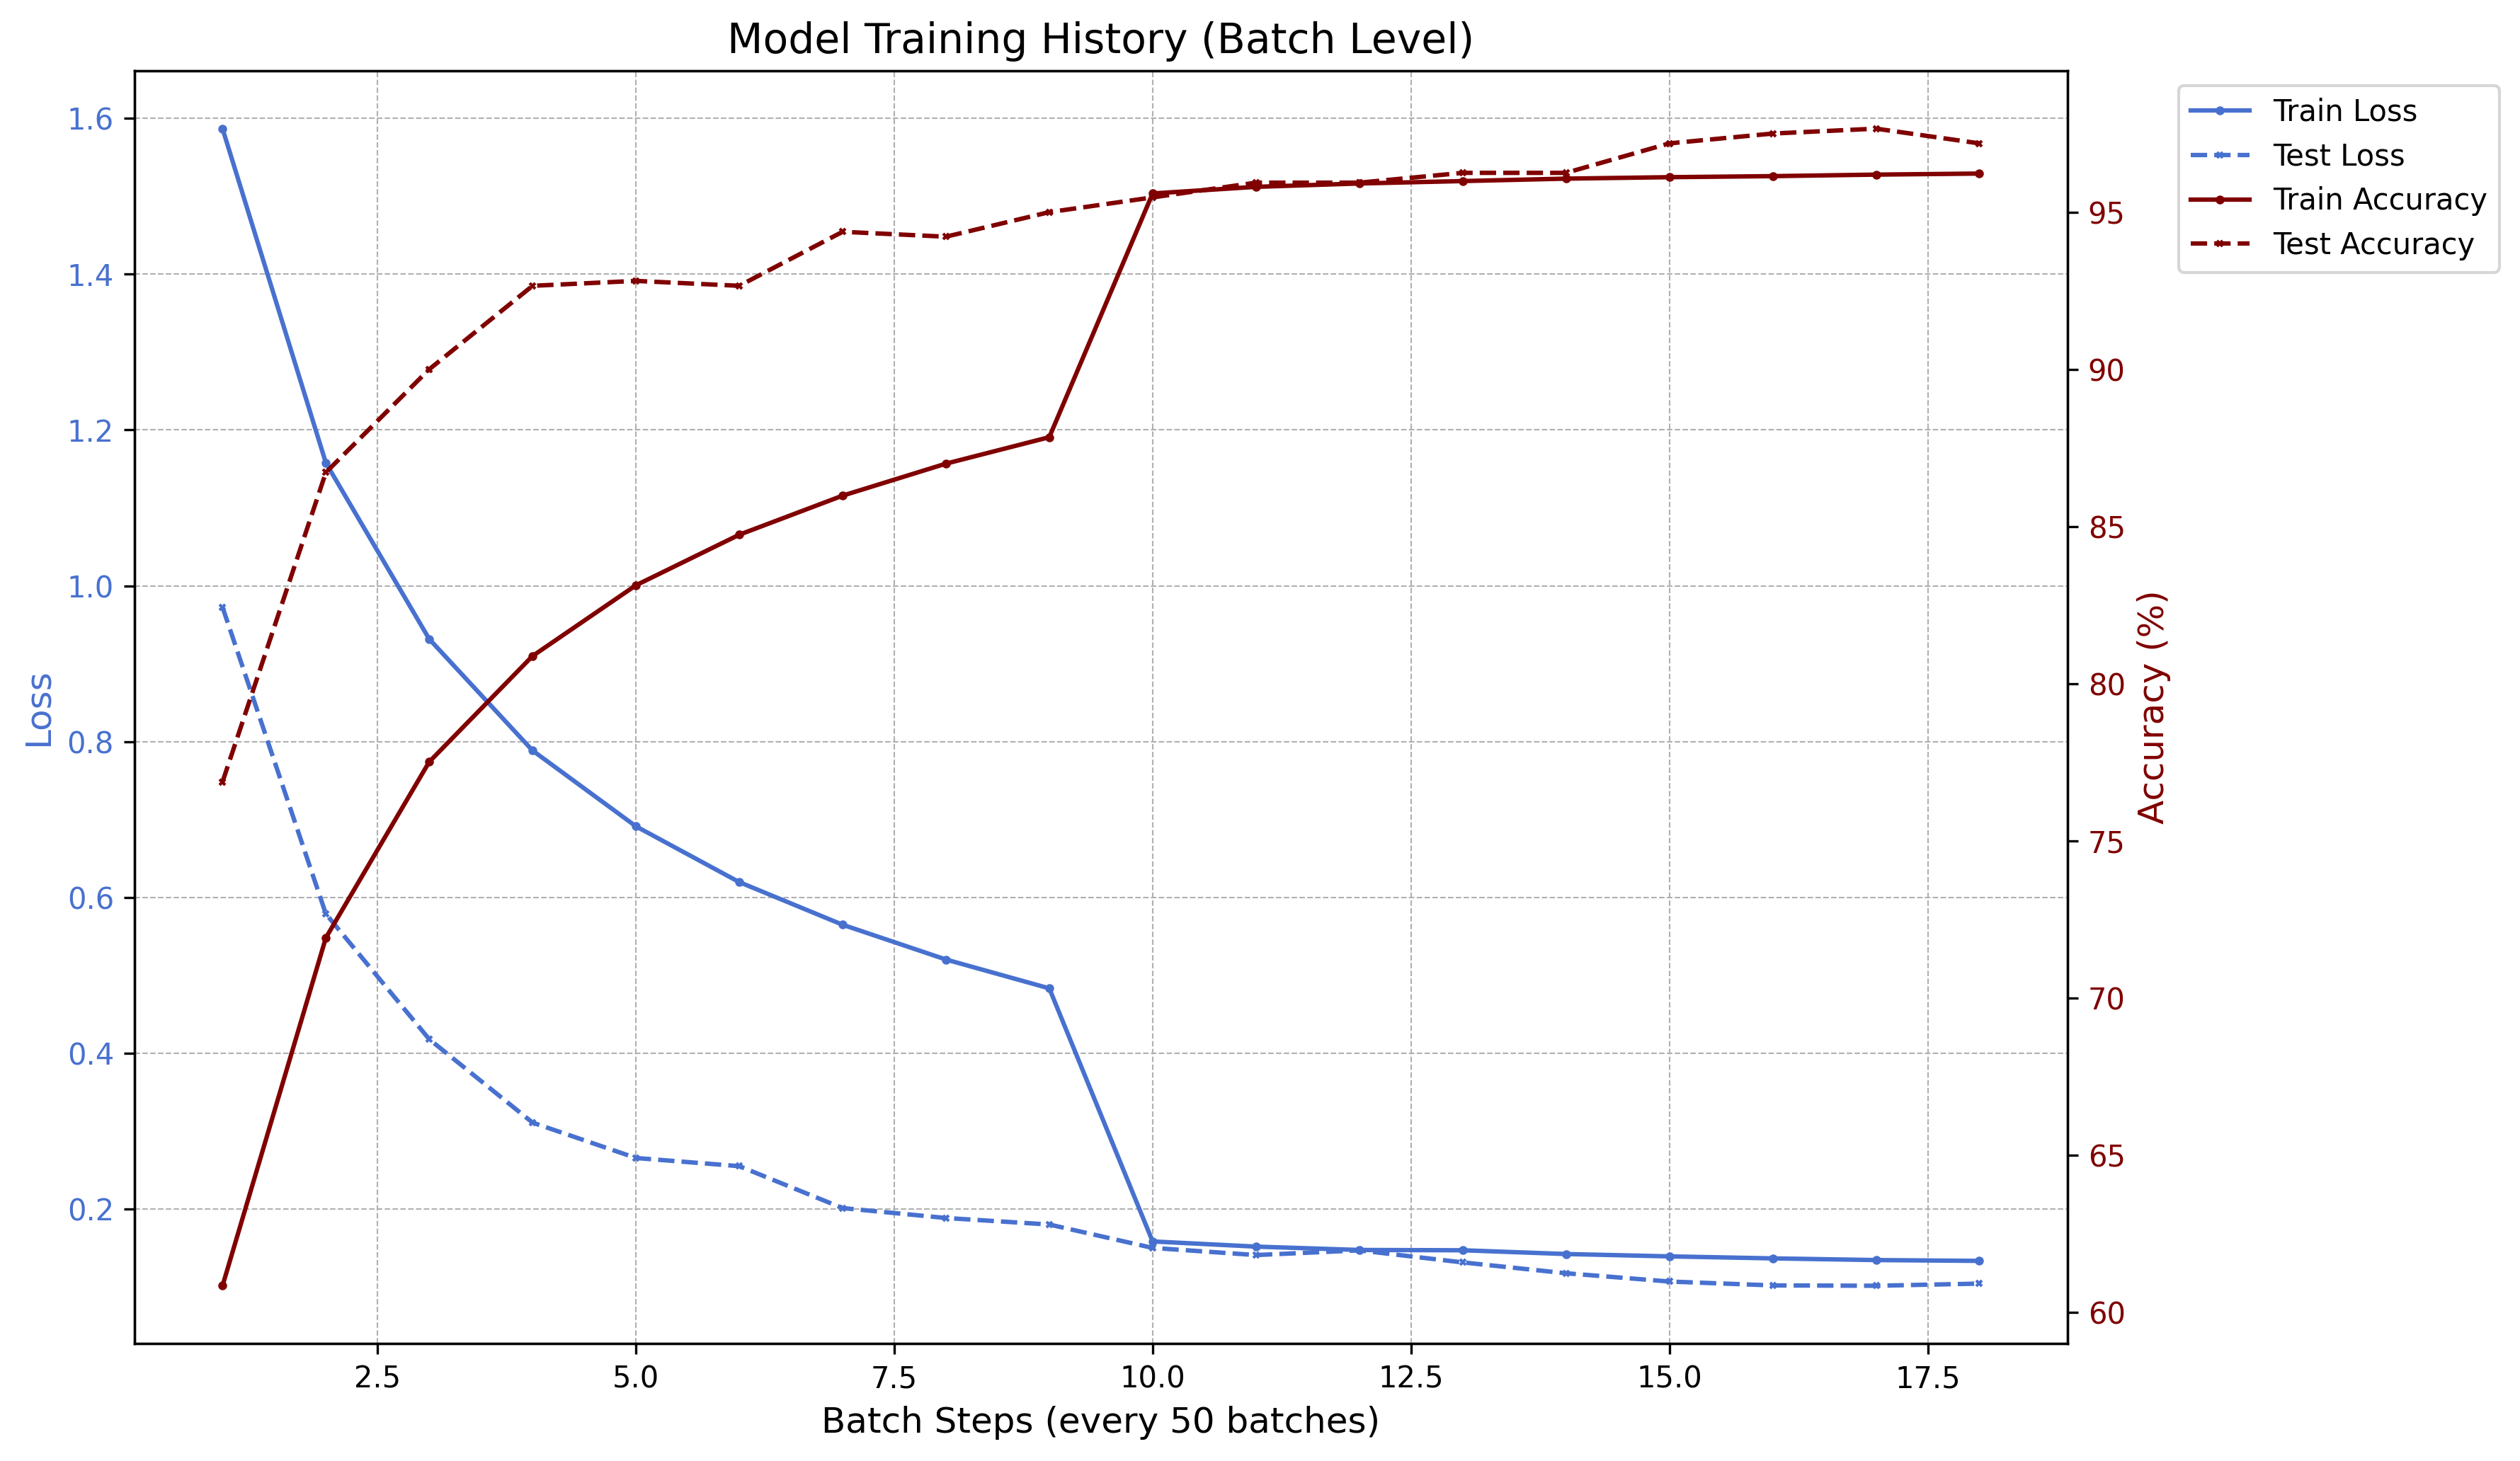 Model Training History (Batch Level)
Train Loss
Test Loss
Train Accuracy
Test Accuracy
Loss
1.6
1.4
1.2
1.0
0.8
0.6
0.4
0.2
95
90
85
80
75
70
65
60
Accuracy (%)
2.5 5.0 7.5 10.0 12.5 15.0 17.5
Batch Steps (every 50 batches)